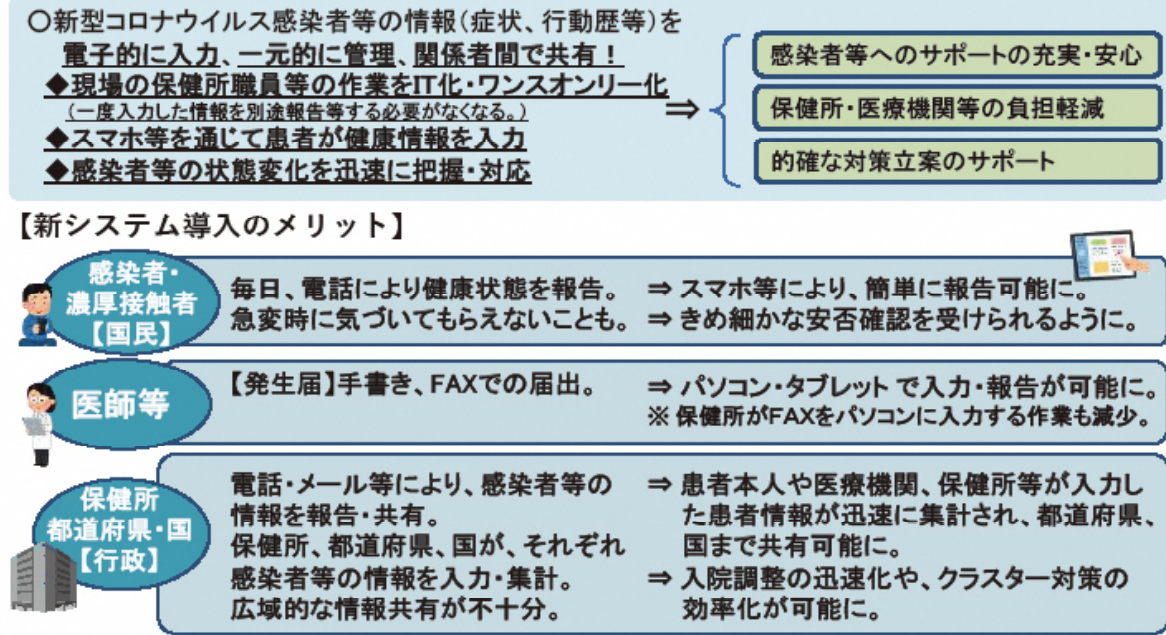 ○新型コロナウイルス感染者等の情報(症状、行動歴等)を
電子的に入力、一元的に管理、関係者間で共有！
◆現場の保健所職員等の作業をIT化・ワンスオンリー化
(一度入力した情報を別途報告等する必要がなくなる。)
◆スマホ等を通じて患者が健康情報を入力
◆感染者等の状態変化を迅速に把握・対応
⇒
感染者等へのサポートの充実・安心
保健所・医療機関等の負担軽減
的確な対策立案のサポート
【新システム導入のメリット】
感染者・
濃厚接触者
【国民】
毎日、電話により健康状態を報告。
急変時に気づいてもらえないことも。
⇒ スマホ等により、簡単に報告可能に。
⇒ きめ細かな安否確認を受けられるように。
医師等
【発生届】手書き、FAXでの届出。
⇒ パソコン・タブレット で入力・報告が可能に。
※ 保健所がFAXをパソコンに入力する作業も減少。
保健所
都道府県・国
【行政】
電話・メール等により、感染者等の
情報を報告・共有。
保健所、都道府県、国が、それぞれ
感染者等の情報を入力・集計。
広域的な情報共有が不十分。
⇒ 患者本人や医療機関、保健所等が入力し
た患者情報が迅速に集計され、都道府県、
国まで共有可能に。
⇒ 入院調整の迅速化や、クラスター対策の
効率化が可能に。